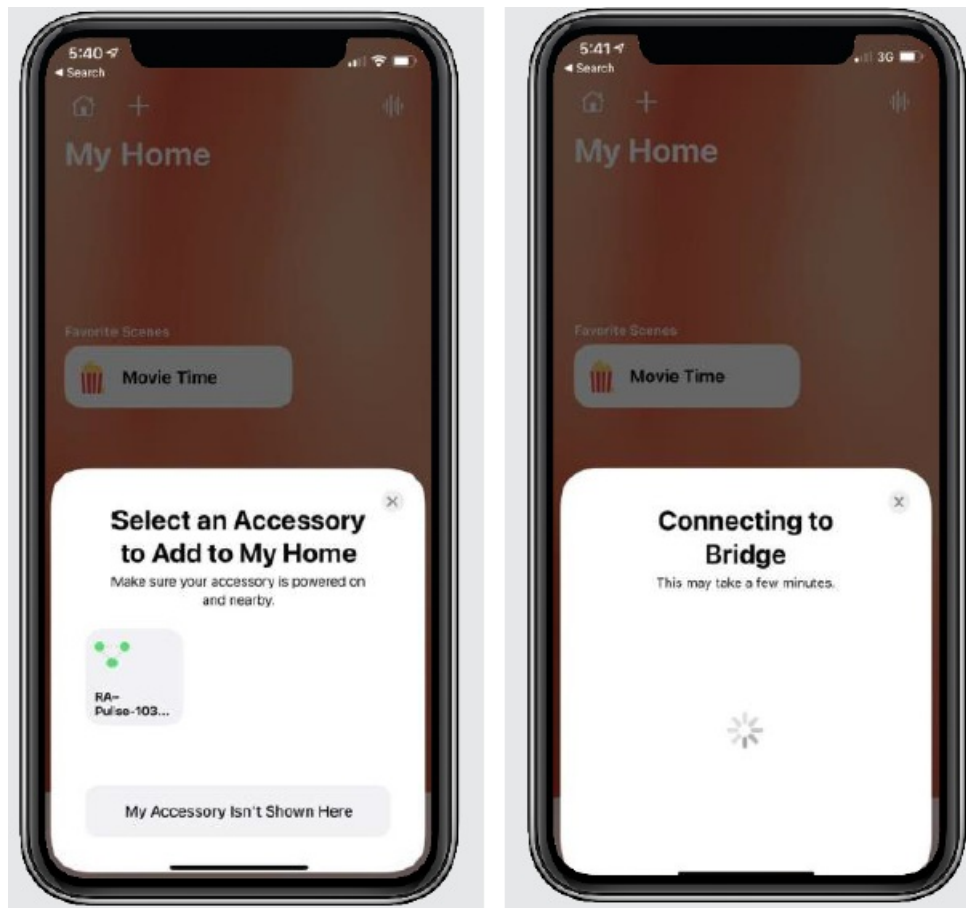 5:40
◀ Search
My Home
Favorite Scenes
Movie Time
Select an Accessory
to Add to My Home
Make sure your accessory is powered on
and nearby.
RA-
Pulse-103...
My Accessory Isn't Shown Here
5:41
3G
◀ Search
My Home
Favorite Scenes
Movie Time
Connecting to
Bridge
This may take a few minutes.